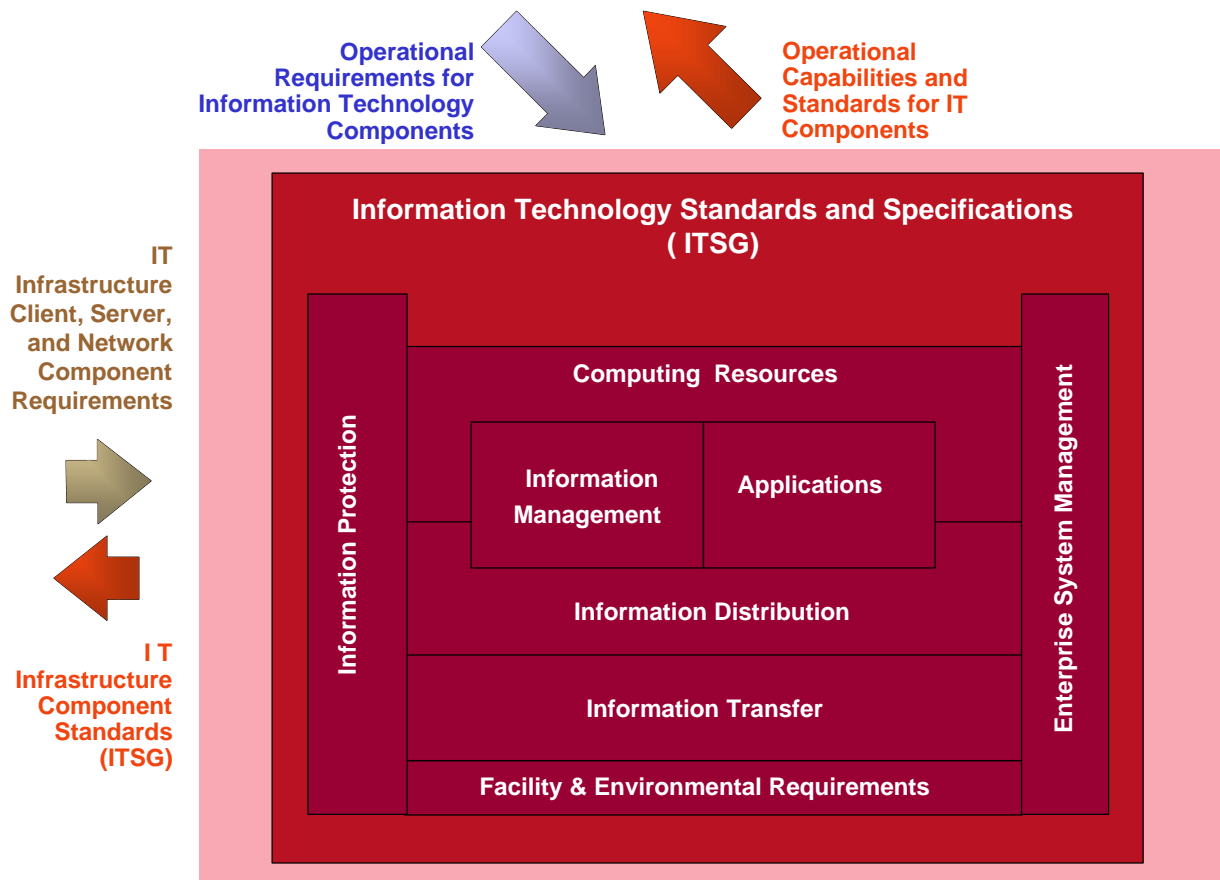 Operational
Requirements for
Information Technology
Components
Operational
Capabilities and
Standards for IT
Components
Information Technology Standards and Specifications
( ITSG)
IT
Infrastructure
Client, Server,
and Network
Component
Requirements
I T
Infrastructure
Component
Standards
(ITSG)
Information Protection
Computing Resources
Information
Management
Applications
Information Distribution
Information Transfer
Facility & Environmental Requirements
Enterprise System Management